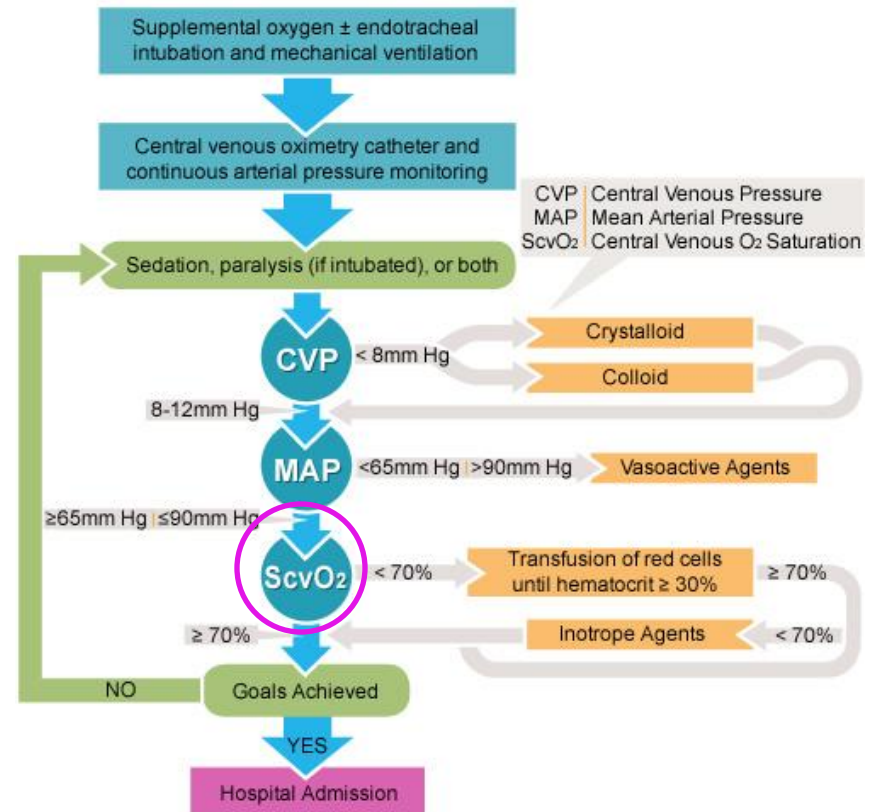 Supplemental oxygen ± endotracheal
intubation and mechanical ventilation
Central venous oximetry catheter and
continuous arterial pressure monitoring
CVP | Central Venous Pressure
MAP | Mean Arterial Pressure
ScvO₂ | Central Venous O₂ Saturation
Sedation, paralysis (if intubated), or both
CVP
< 8mm Hg
Crystalloid
Colloid
8-12mm Hg
MAP
<65mm Hg | >90mm Hg
Vasoactive Agents
≥65mm Hg | ≤90mm Hg
ScvO₂
< 70%
Transfusion of red cells
until hematocrit ≥ 30%
≥ 70%
≥ 70%
Inotrope Agents
< 70%
NO
Goals Achieved
YES
Hospital Admission